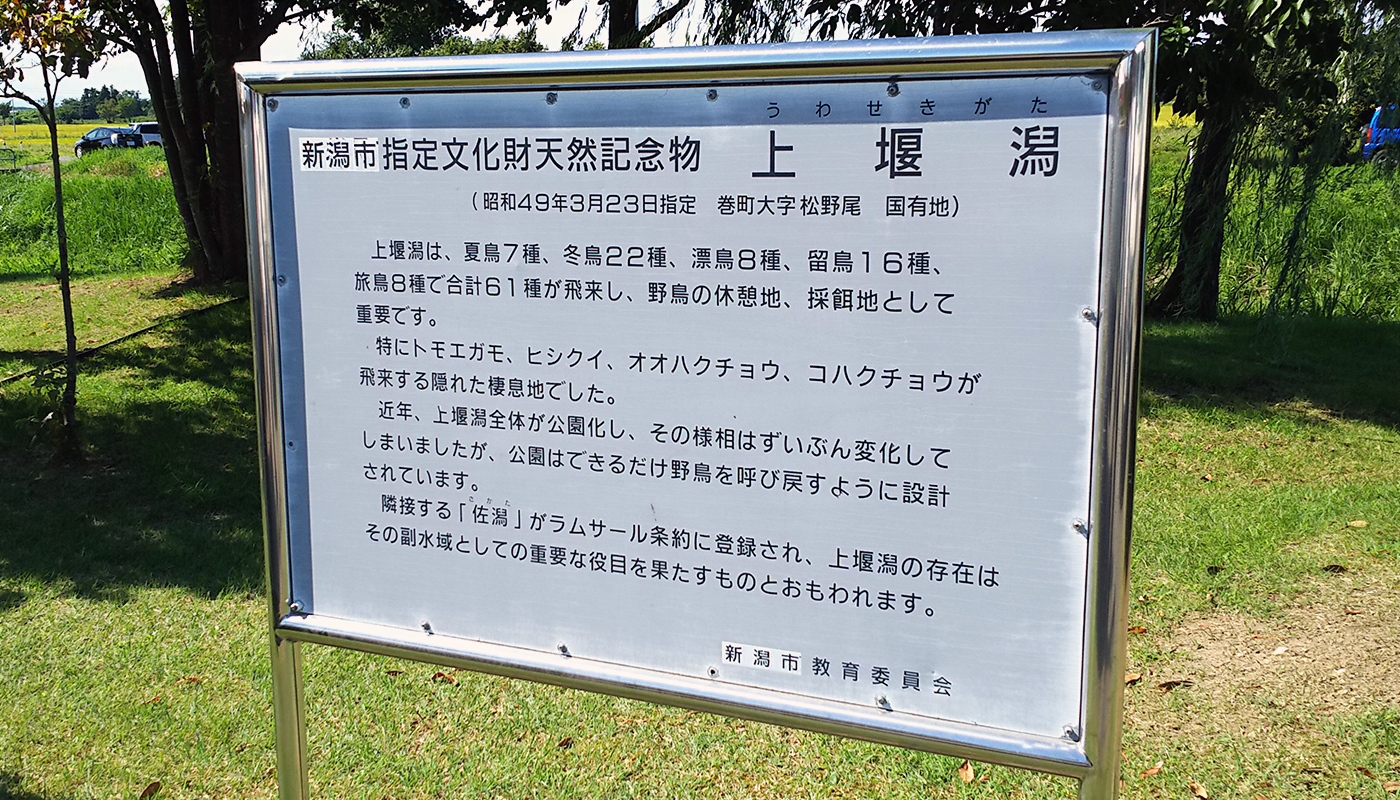 うわせきがた
新潟市指定文化財天然記念物 上堰潟
（昭和49年3月23日指定 巻町大字松野尾 国有地）
上堰潟は、夏鳥7種、冬鳥22種、漂鳥8種、留鳥16種、
旅鳥8種で合計61種が飛来し、野鳥の休憩地、採餌地として
重要です。
特にトモエガモ、ヒシクイ、オオハクチョウ、コハクチョウが
飛来する隠れた棲息地でした。
近年、上堰潟全体が公園化し、その様相はずいぶん変化して
しまいましたが、公園はできるだけ野鳥を呼び戻すように設計
されています。
さかた
隣接する「佐潟」がラムサール条約に登録され、上堰潟の存在は
その副水域としての重要な役目を果たすものとおもわれます。
新潟市教育委員会